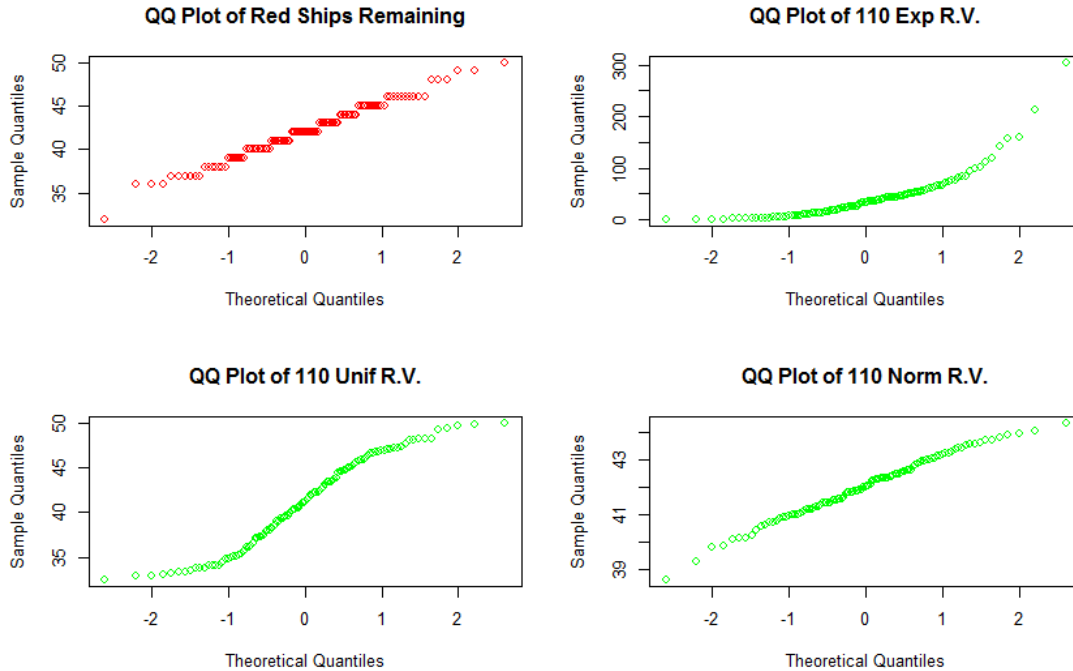 QQ Plot of Red Ships Remaining
Sample Quantiles
50
45
40
35
-2 -1 0 1 2
Theoretical Quantiles
QQ Plot of 110 Exp R.V.
Sample Quantiles
300
200
100
0
-2 -1 0 1 2
Theoretical Quantiles
QQ Plot of 110 Unif R.V.
Sample Quantiles
50
45
40
35
-2 -1 0 1 2
Theoretical Quantiles
QQ Plot of 110 Norm R.V.
Sample Quantiles
43
41
39
-2 -1 0 1 2
Theoretical Quantiles